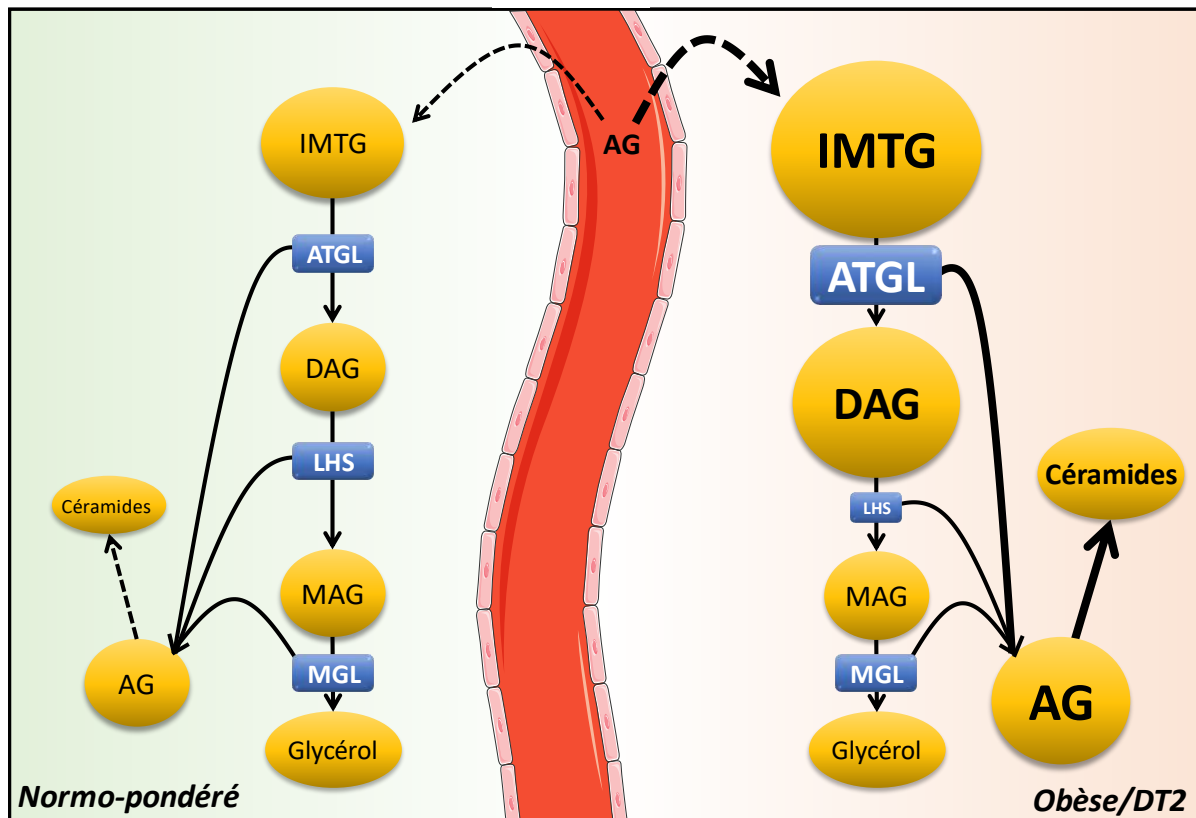 AG
IMTG
ATGL
DAG
LHS
Céramides
MAG
AG
MGL
Glycérol
Normo-pondéré
IMTG
ATGL
DAG
Céramides
LHS
MAG
MGL
AG
Glycérol
Obèse/DT2